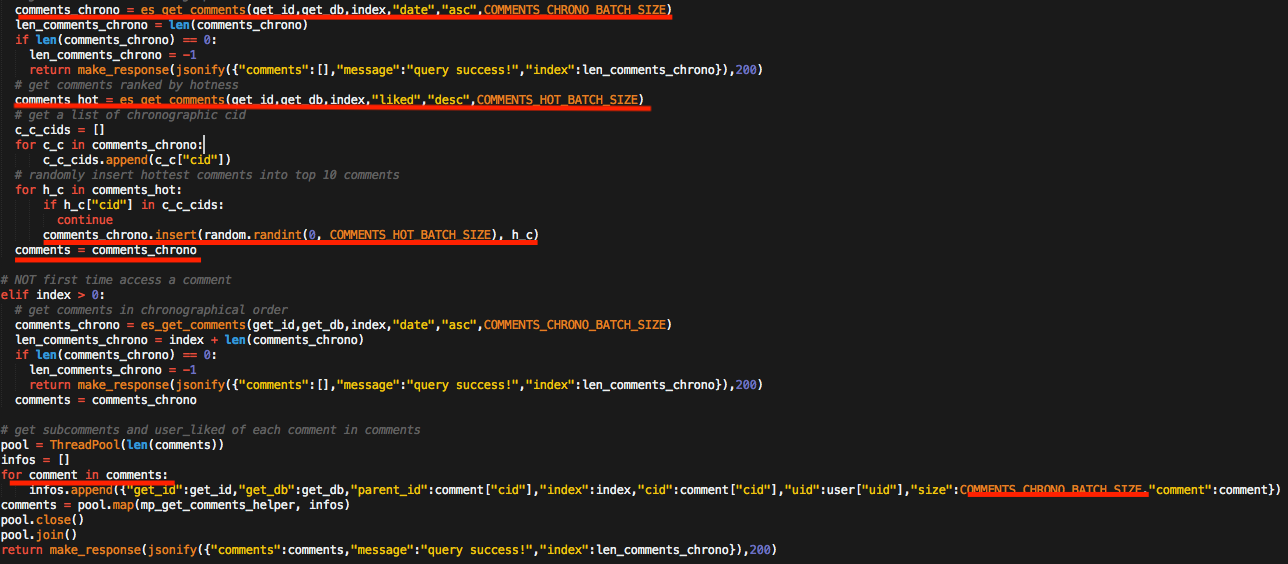 comments_chrono = es_get_comments(get_id,get_db,index,"date","asc",COMMENTS_CHRONO_BATCH_SIZE)
len_comments_chrono = len(comments_chrono)
if len(comments_chrono) == 0:
len_comments_chrono = -1
return make_response(jsonify({"comments":[],"message":"query success!","index":len_comments_chrono}),200)
# get comments ranked by hotness
comments_hot = es_get_comments(get_id,get_db,index,"liked","desc",COMMENTS_HOT_BATCH_SIZE)
# get a list of chronographic cid
c_c_cids = []
for c_c in comments_chrono:
c_c_cids.append(c_c["cid"])
# randomly insert hottest comments into top 10 comments
for h_c in comments_hot:
if h_c["cid"] in c_c_cids:
continue
comments_chrono.insert(random.randint(0, COMMENTS_HOT_BATCH_SIZE), h_c)
comments = comments_chrono
# NOT first time access a comment
elif index > 0:
# get comments in chronographical order
comments_chrono = es_get_comments(get_id,get_db,index,"date","asc",COMMENTS_CHRONO_BATCH_SIZE)
len_comments_chrono = index + len(comments_chrono)
if len(comments_chrono) == 0:
len_comments_chrono = -1
return make_response(jsonify({"comments":[],"message":"query success!","index":len_comments_chrono}),200)
comments = comments_chrono
# get subcomments and user_liked of each comment in comments
pool = ThreadPool(len(comments))
infos = []
for comment in comments:
infos.append({"get_id":get_id,"get_db":get_db,"parent_id":comment["cid"],"index":index,"cid":comment["cid"],"uid":user["uid"],"size":COMMENTS_CHRONO_BATCH_SIZE,"comment":comment})
comments = pool.map(mp_get_comments_helper, infos)
pool.close()
pool.join()
return make_response(jsonify({"comments":comments,"message":"query success!","index":len_comments_chrono}),200)